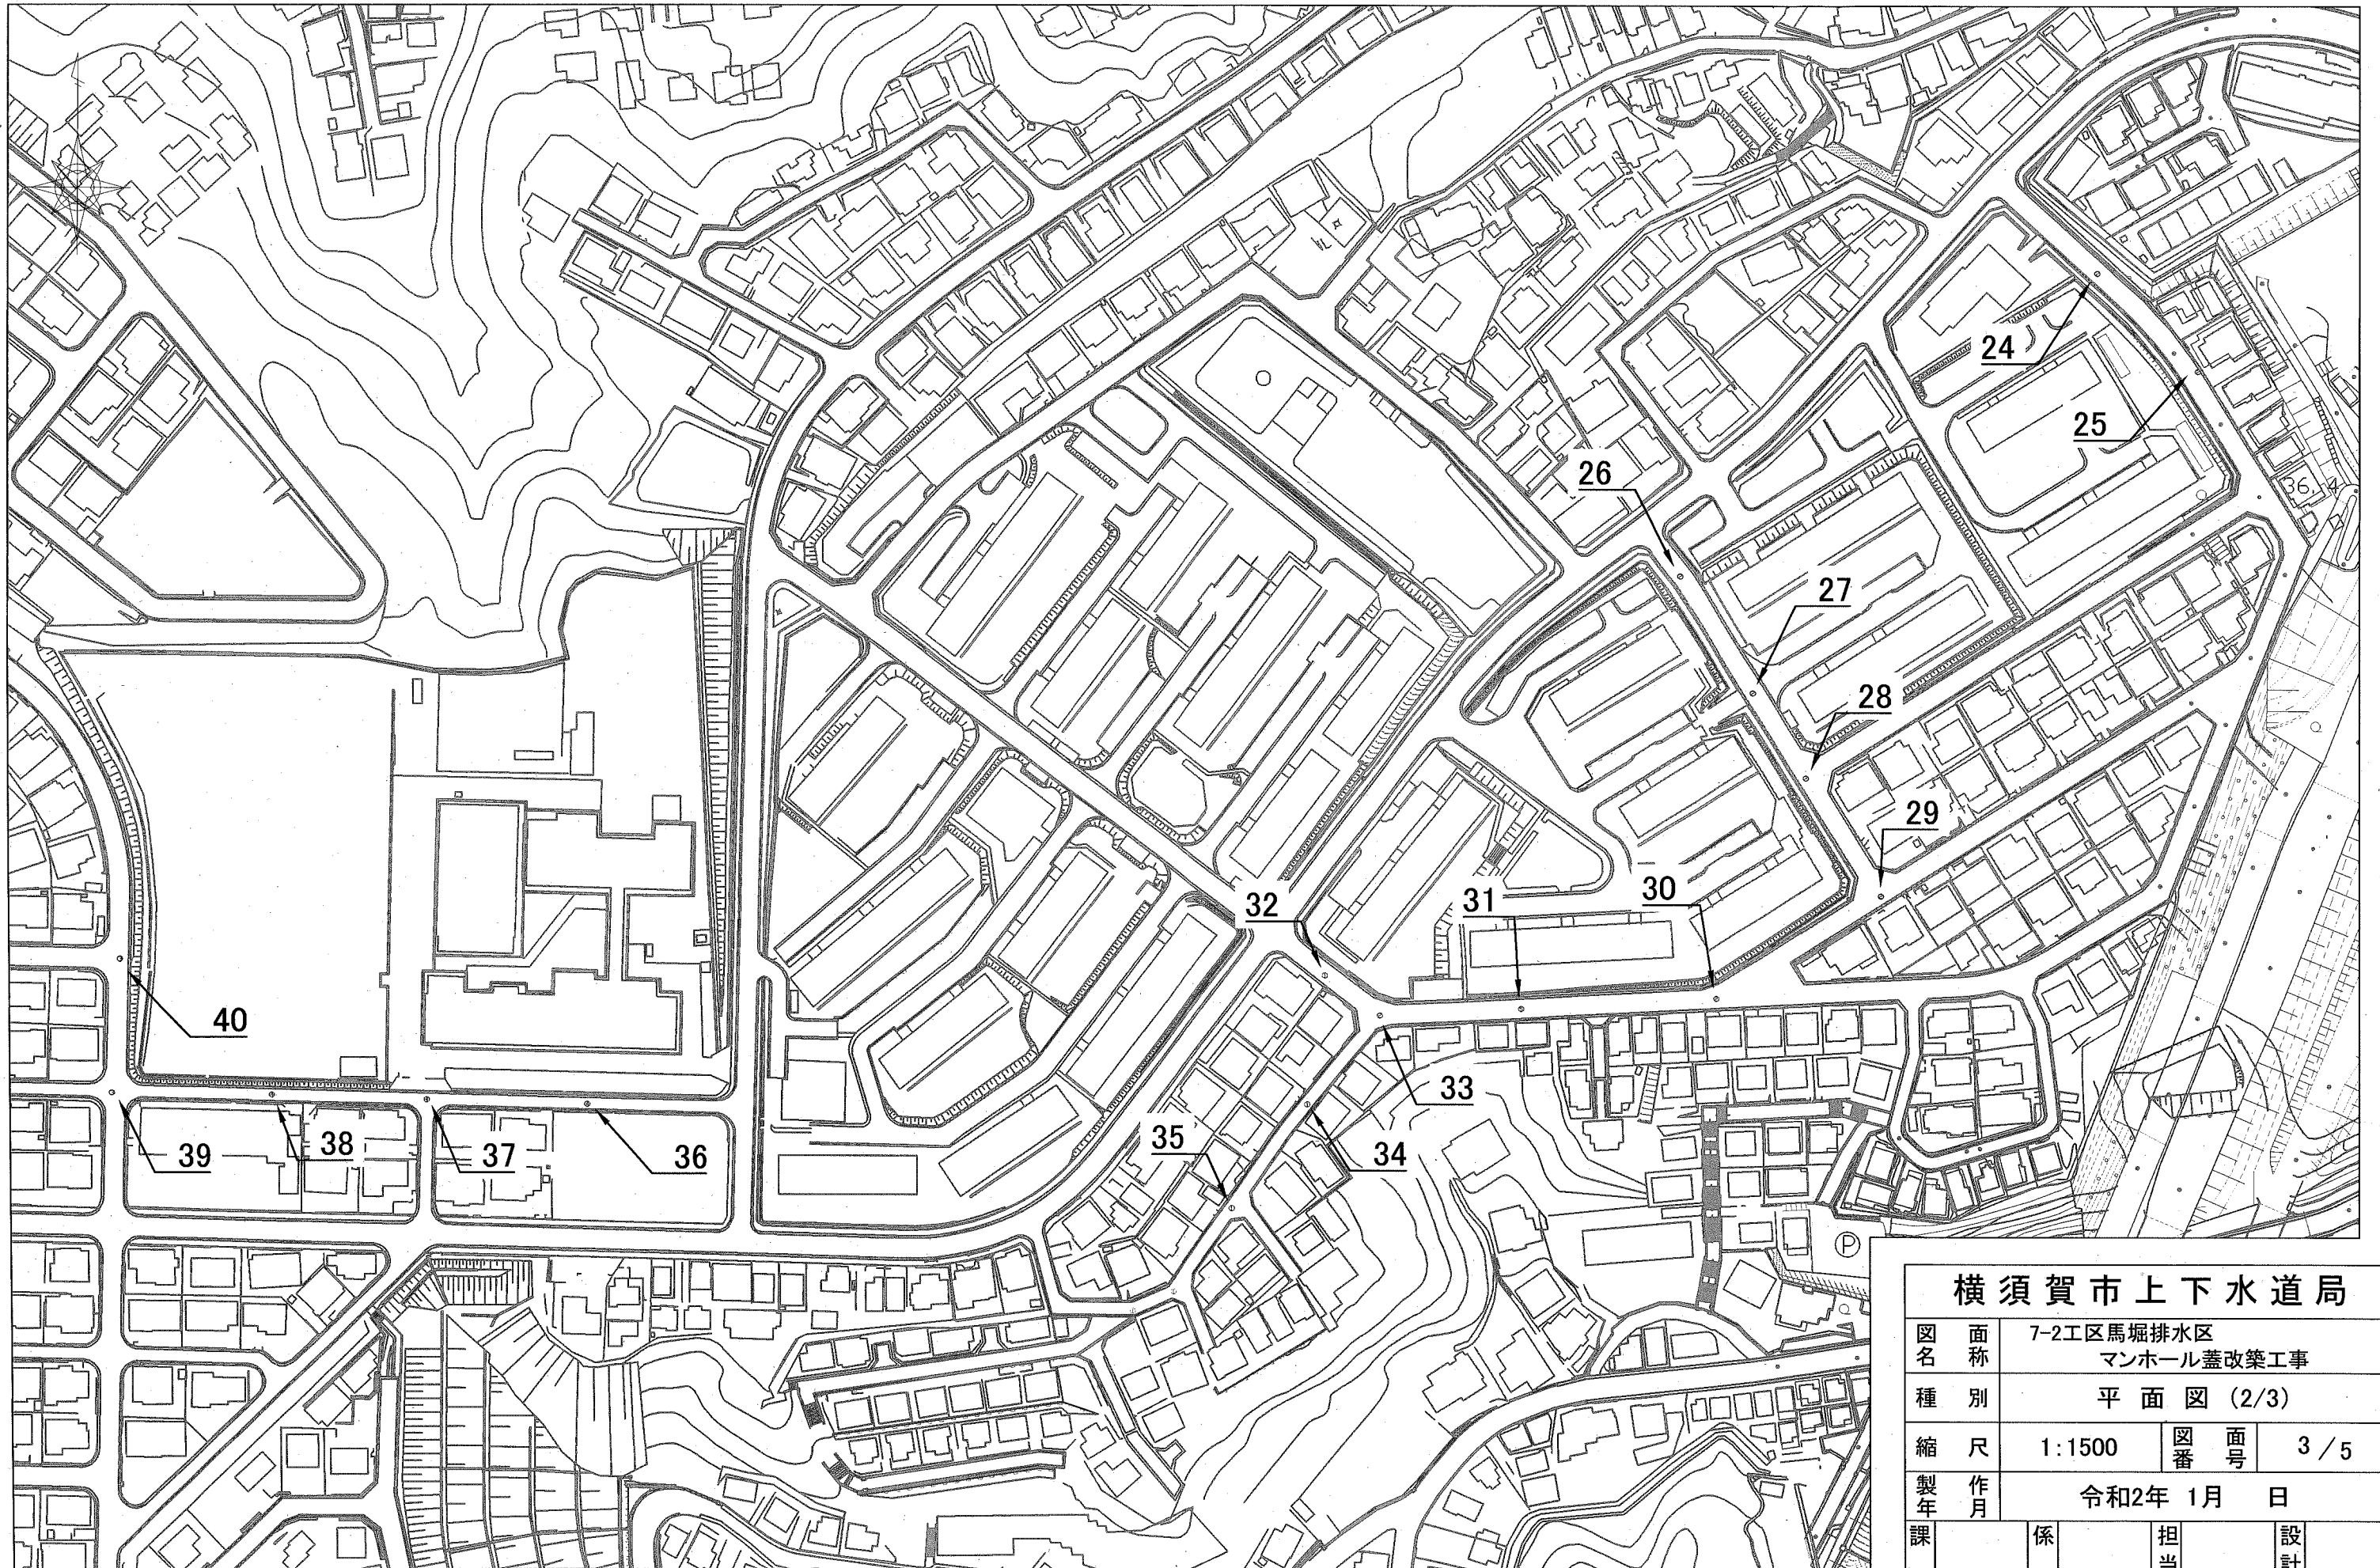 24
25
36.4
26
27
28
29
30
31
32
33
34
35
36
37
38
39
40
P
横須賀市上下水道局
図面名称 7-2工区馬堀排水区
マンホール蓋改築工事
種別 平面図 (2/3)
縮尺 1:1500 図面番号 3/5
製作年月 令和2年 1月 日
課 係 担当 設計